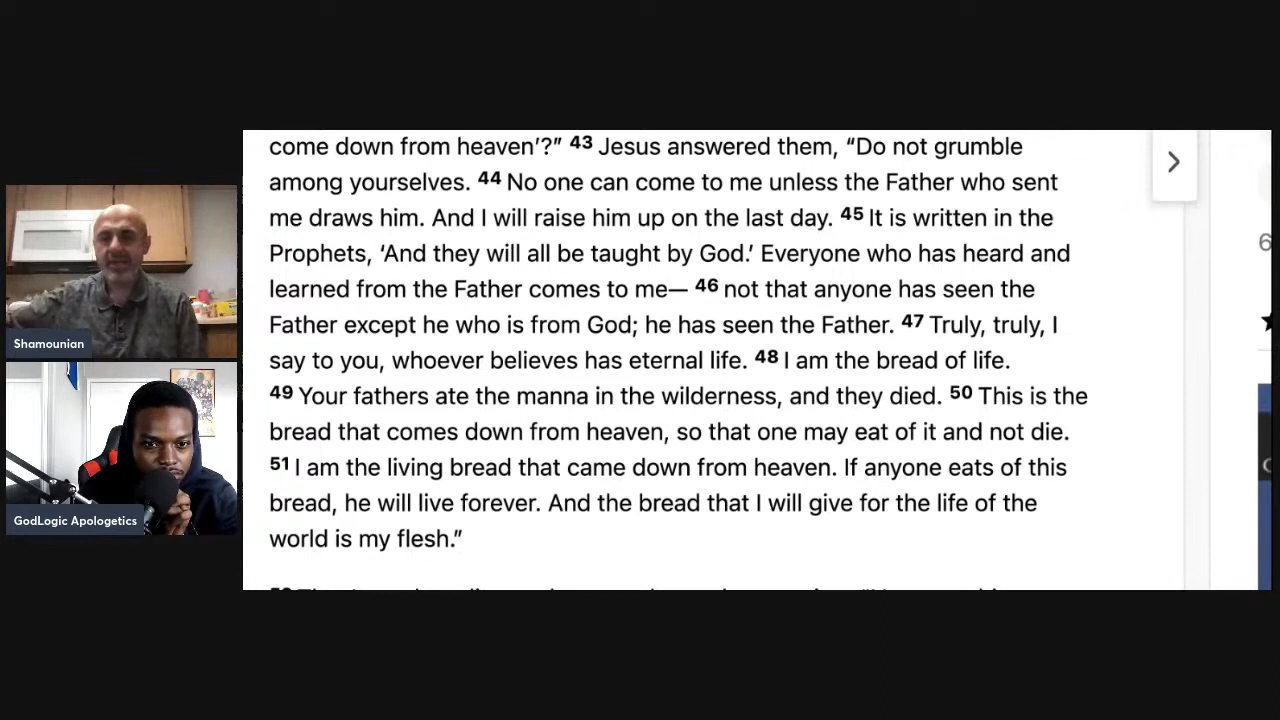 come down from heaven’?” 43 Jesus answered them, “Do not grumble
among yourselves. 44 No one can come to me unless the Father who sent
me draws him. And I will raise him up on the last day. 45 It is written in the
Prophets, ‘And they will all be taught by God.’ Everyone who has heard and
learned from the Father comes to me— 46 not that anyone has seen the
Father except he who is from God; he has seen the Father. 47 Truly, truly, I
say to you, whoever believes has eternal life. 48 I am the bread of life.
49 Your fathers ate the manna in the wilderness, and they died. 50 This is the
bread that comes down from heaven, so that one may eat of it and not die.
51 I am the living bread that came down from heaven. If anyone eats of this
bread, he will live forever. And the bread that I will give for the life of the
world is my flesh.”
Shamounian
GodLogic Apologetics
6